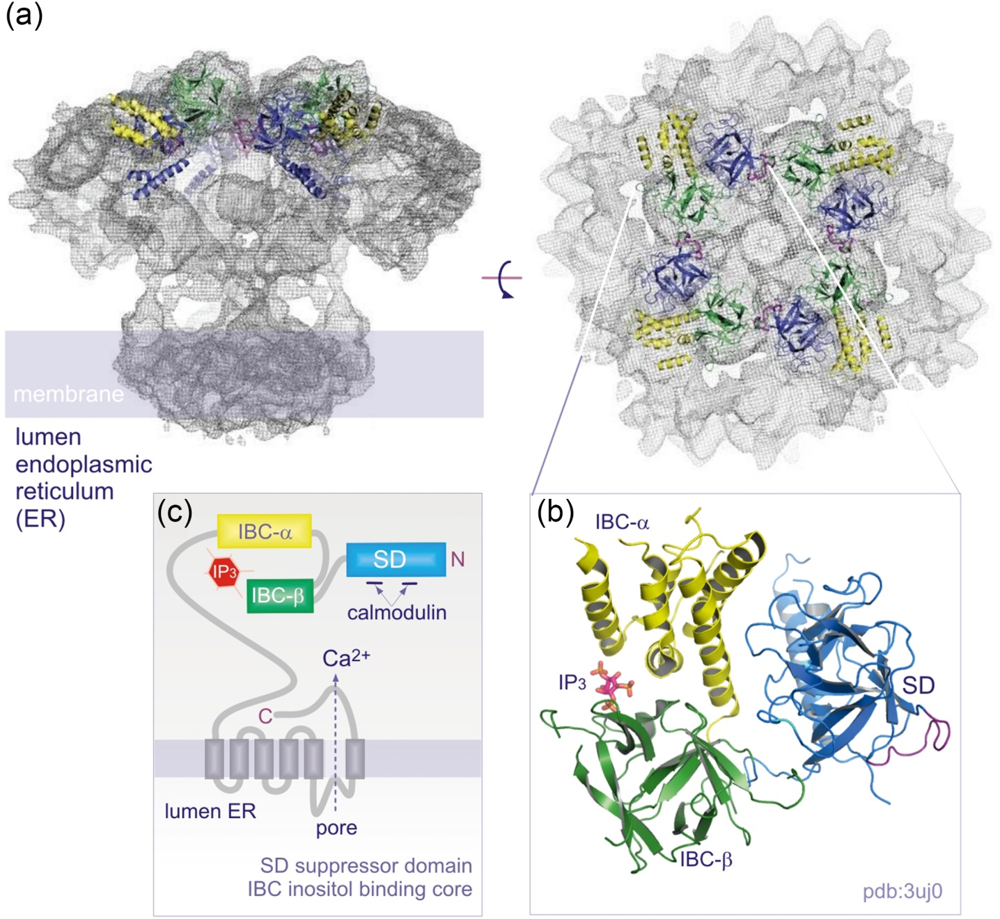 (a)
membrane
lumen
endoplasmic
reticulum
(ER)
(c)
IBC-α
IP3
SD
N
IBC-β
calmodulin
Ca2+
C
lumen ER
pore
SD suppressor domain
IBC inositol binding core
(b)
IBC-α
IP3
SD
IBC-β
pdb:3uj0